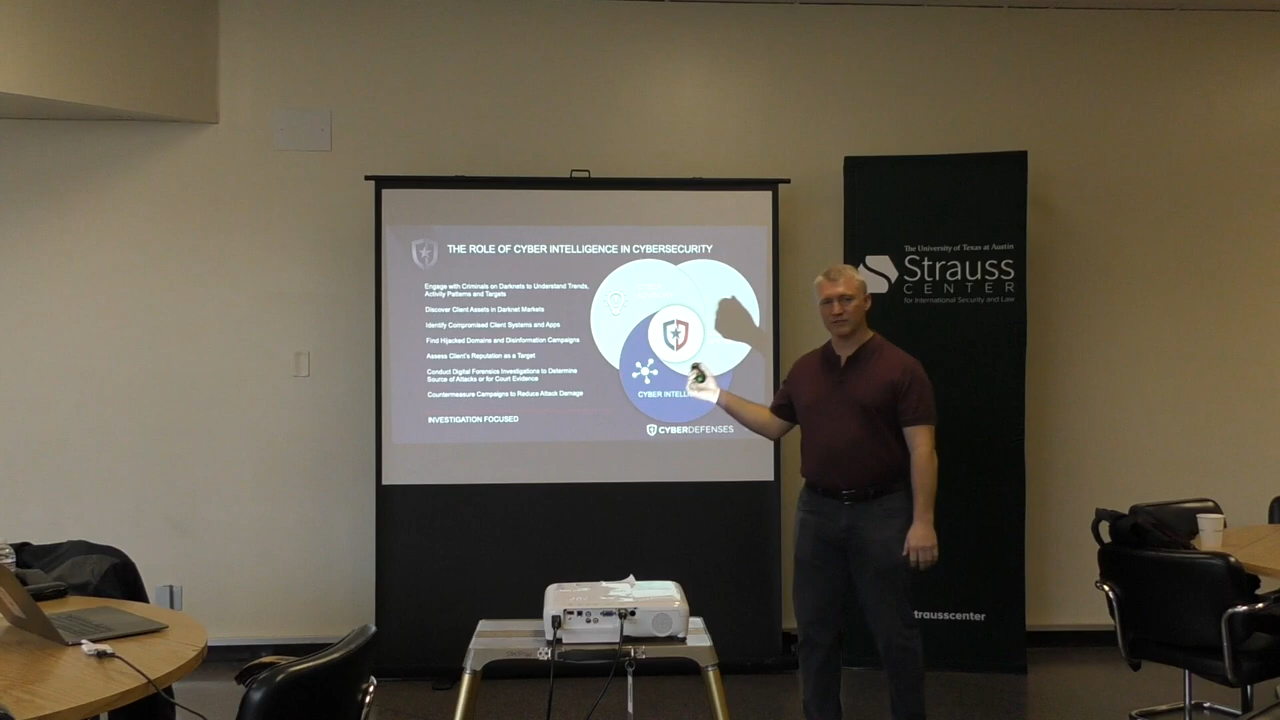 THE ROLE OF CYBER INTELLIGENCE IN CYBERSECURITY
Engage with Criminals on Darknets to Understand Trends,
Activity Patterns and Targets
Discover Client Assets in Darknet Markets
Identify Compromised Client Systems and Apps
Find Hijacked Domains and Disinformation Campaigns
Assess Client's Reputation as a Target
Conduct Digital Forensics Investigations to Determine
Source of Attacks or for Court Evidence
Countermeasure Campaigns to Reduce Attack Damage
INVESTIGATION FOCUSED
CYBER
CYBERDEFENSES
The University of Texas at Austin
Strauss
CENTER
for International Security and Law
trausscenter